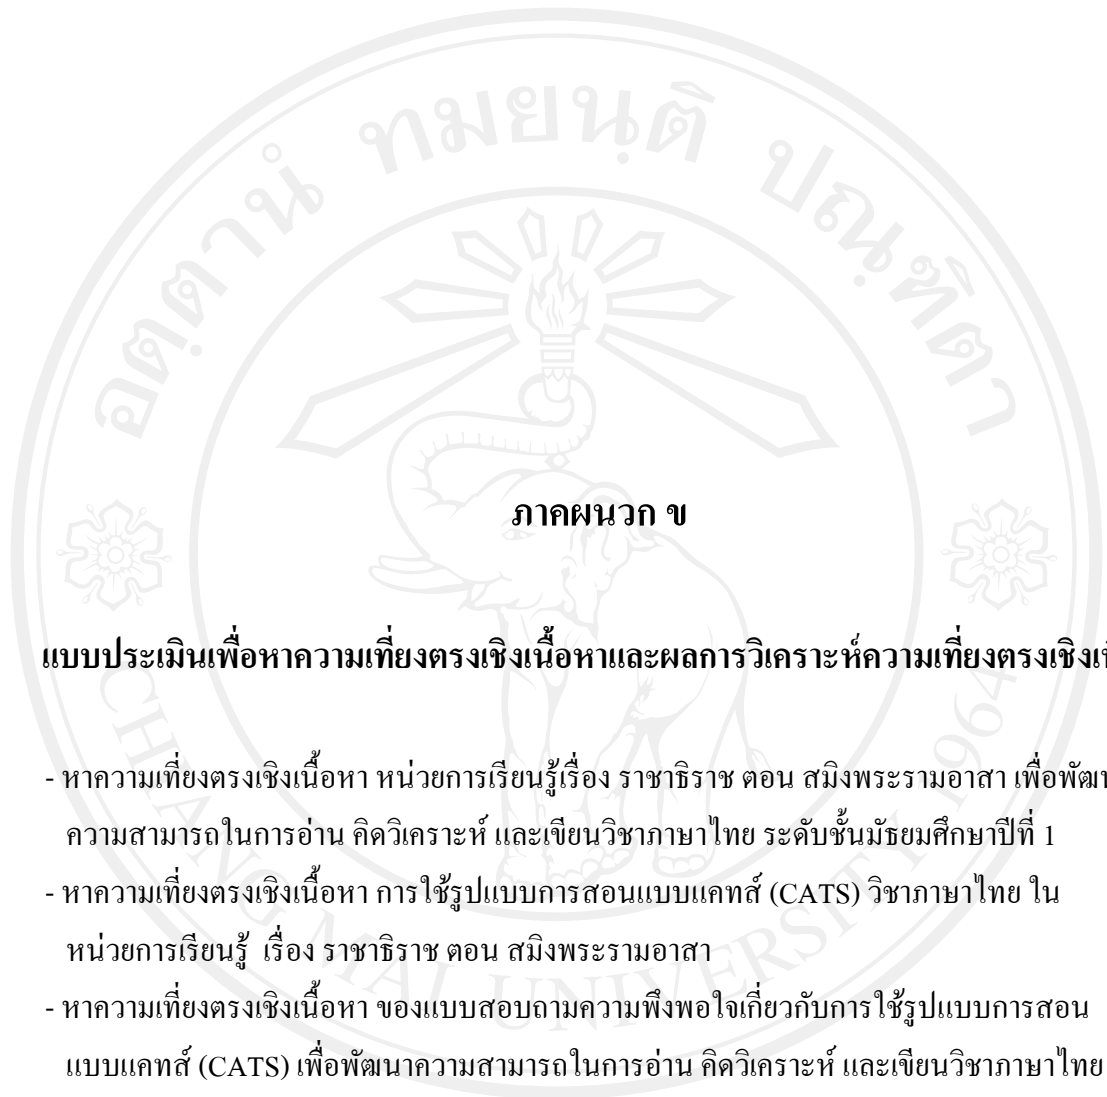 อตฺตานํ ทมยนฺติ ปณฺฑิตา
ภาคผนวก ข
แบบประเมินเพื่อหาความเที่ยงตรงเชิงเนื้อหาและผลการวิเคราะห์ความเที่ยงตรงเชิง
- หาความเที่ยงตรงเชิงเนื้อหา หน่วยการเรียนรู้เรื่อง ราชาธิราช ตอน สมิงพระรามอาสา เพื่อ
ความสามารถในการอ่าน คิดวิเคราะห์ และเขียนวิชาภาษาไทย ระดับชั้นมัธยมศึกษาปีที่ 1
- หาความเที่ยงตรงเชิงเนื้อหา การใช้รูปแบบการสอนแบบแคทส์ (CATS) วิชาภาษาไทย ใน
หน่วยการเรียนรู้ เรื่อง ราชาธิราช ตอน สมิงพระรามอาสา
- หาความเที่ยงตรงเชิงเนื้อหา ของแบบสอบถามความพึงพอใจเกี่ยวกับการใช้รูปแบบการสอน
แบบแคทส์ (CATS) เพื่อพัฒนาความสามารถในการอ่าน คิดวิเคราะห์ และเขียนวิชาภาษาไทย
CHIANG MAI UNIVERSITY 1964